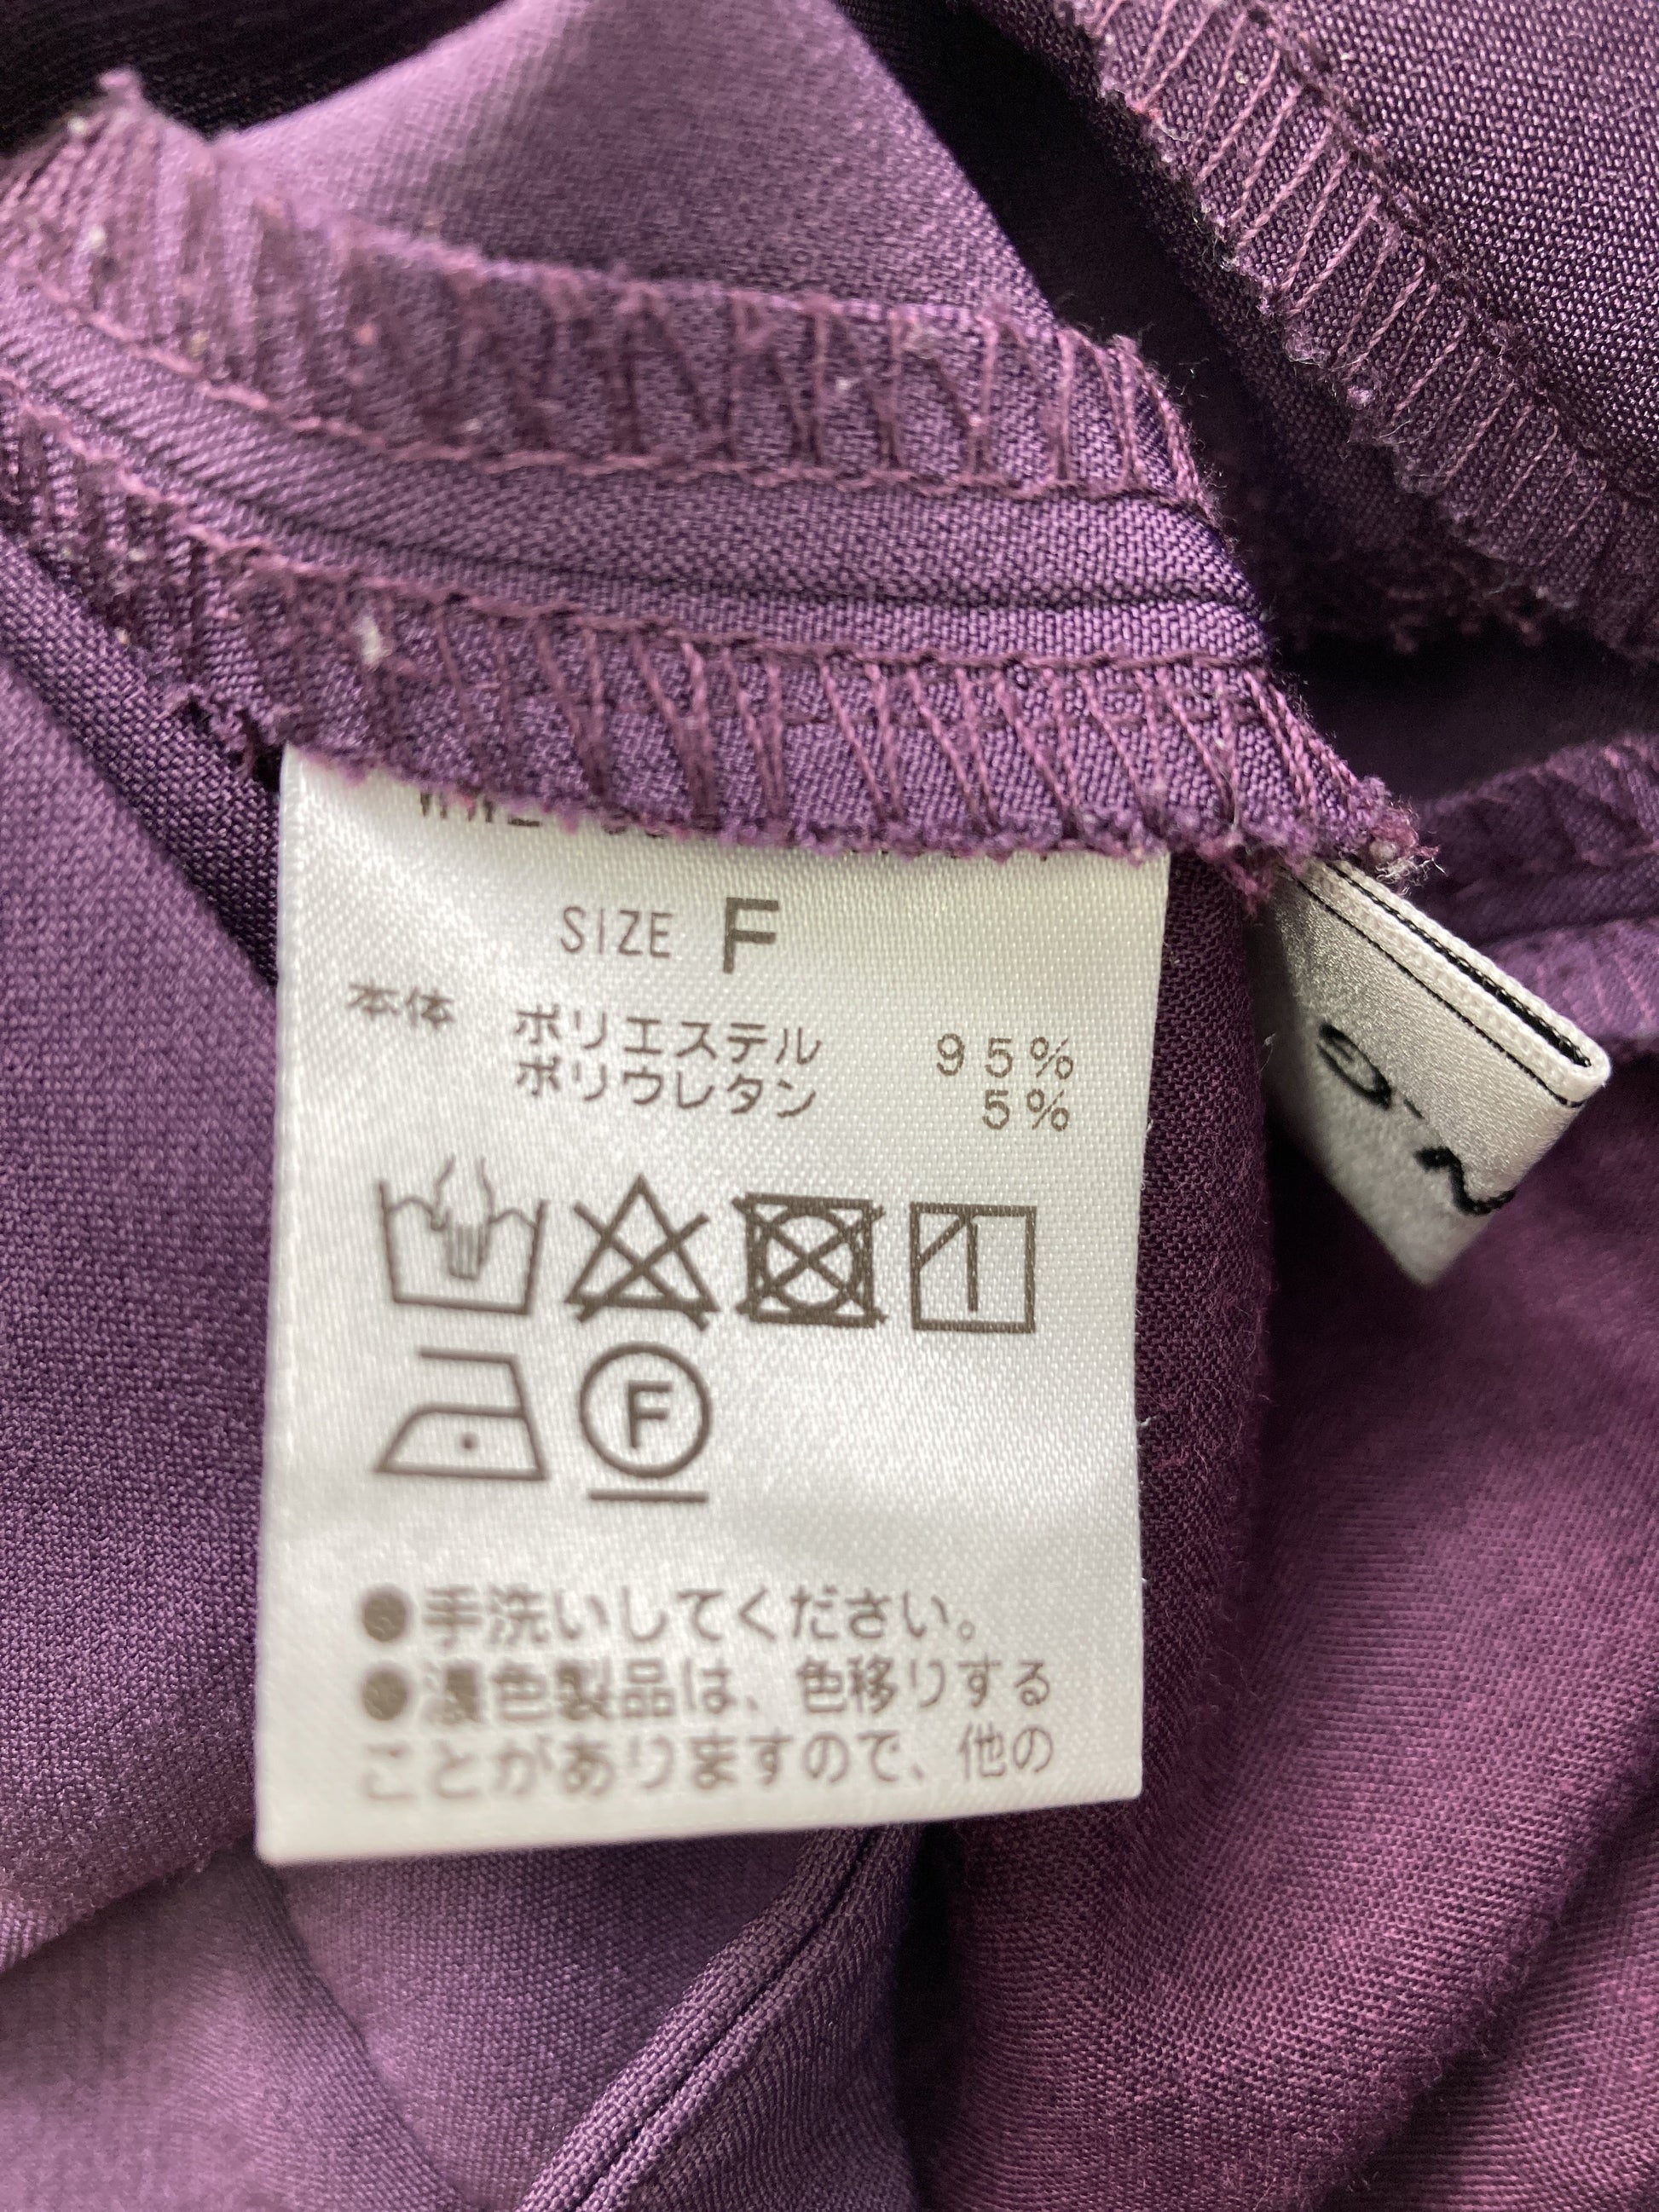 SIZE F
本体 ポリエステル 95%
ポリウレタン 5%
F
●手洗いしてください。
●濃色製品は、色移りする
ことがありますので、他の